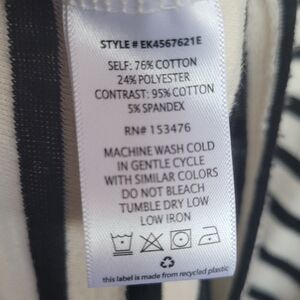 STYLE # EK4567621E
SELF: 76% COTTON
24% POLYESTER
CONTRAST: 95% COTTON
5% SPANDEX
RN# 153476
MACHINE WASH COLD
IN GENTLE CYCLE
WITH SIMILAR COLORS
DO NOT BLEACH
TUMBLE DRY LOW
LOW IRON
this label is made from recycled plastic